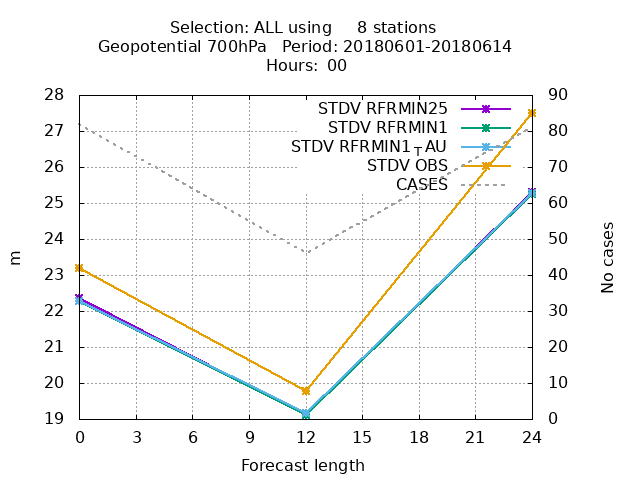 Selection: ALL using 8 stations
Geopotential 700hPa Period: 20180601-20180614
Hours: 00
28 90
STDV RFRMIN25
27 80
STDV RFRMIN1
STDV RFRMIN1TAU
26 70
STDV OBS
CASES
25 60
24 50
m No cases
23 40
22 30
21 20
20 10
19 0
0 3 6 9 12 15 18 21 24
Forecast length